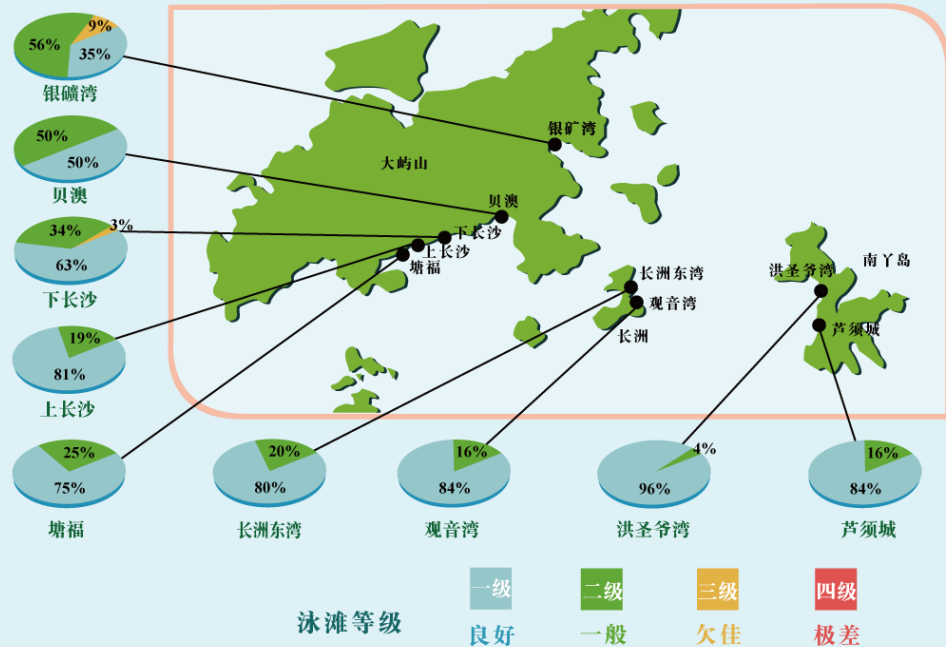 56%
9%
35%
银礦湾
50%
50%
贝澳
34%
3%
63%
下长沙
19%
81%
上长沙
25%
75%
塘福
20%
80%
长洲东湾
16%
84%
观音湾
4%
96%
洪圣爷湾
16%
84%
芦须城
银矿湾
大屿山
贝澳
下长沙
上长沙
塘福
长洲东湾
观音湾
长洲
洪圣爷湾
南丫岛
芦须城
泳滩等级
一级
良好
二级
一般
三级
欠佳
四级
极差